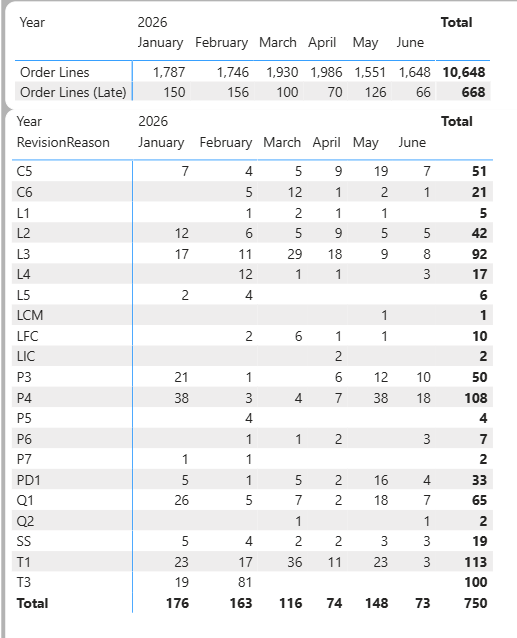 Year 2026 Total
January February March April May June
Order Lines 1,787 1,746 1,930 1,986 1,551 1,648 10,648
Order Lines (Late) 150 156 100 70 126 66 668
Year 2026 Total
RevisionReason January February March April May June
C5 7 4 5 9 19 7 51
C6 5 12 1 2 1 21
L1 1 2 1 1 5
L2 12 6 5 9 5 5 42
L3 17 11 29 18 9 8 92
L4 12 1 1 3 17
L5 2 4 6
LCM 1 1
LFC 2 6 1 1 10
LIC 2 2
P3 21 1 6 12 10 50
P4 38 3 4 7 38 18 108
P5 4 4
P6 1 1 2 3 7
P7 1 1 2
PD1 5 1 5 2 16 4 33
Q1 26 5 7 2 18 7 65
Q2 1 1 2
SS 5 4 2 2 3 3 19
T1 23 17 36 11 23 3 113
T3 19 81 100
Total 176 163 116 74 148 73 750